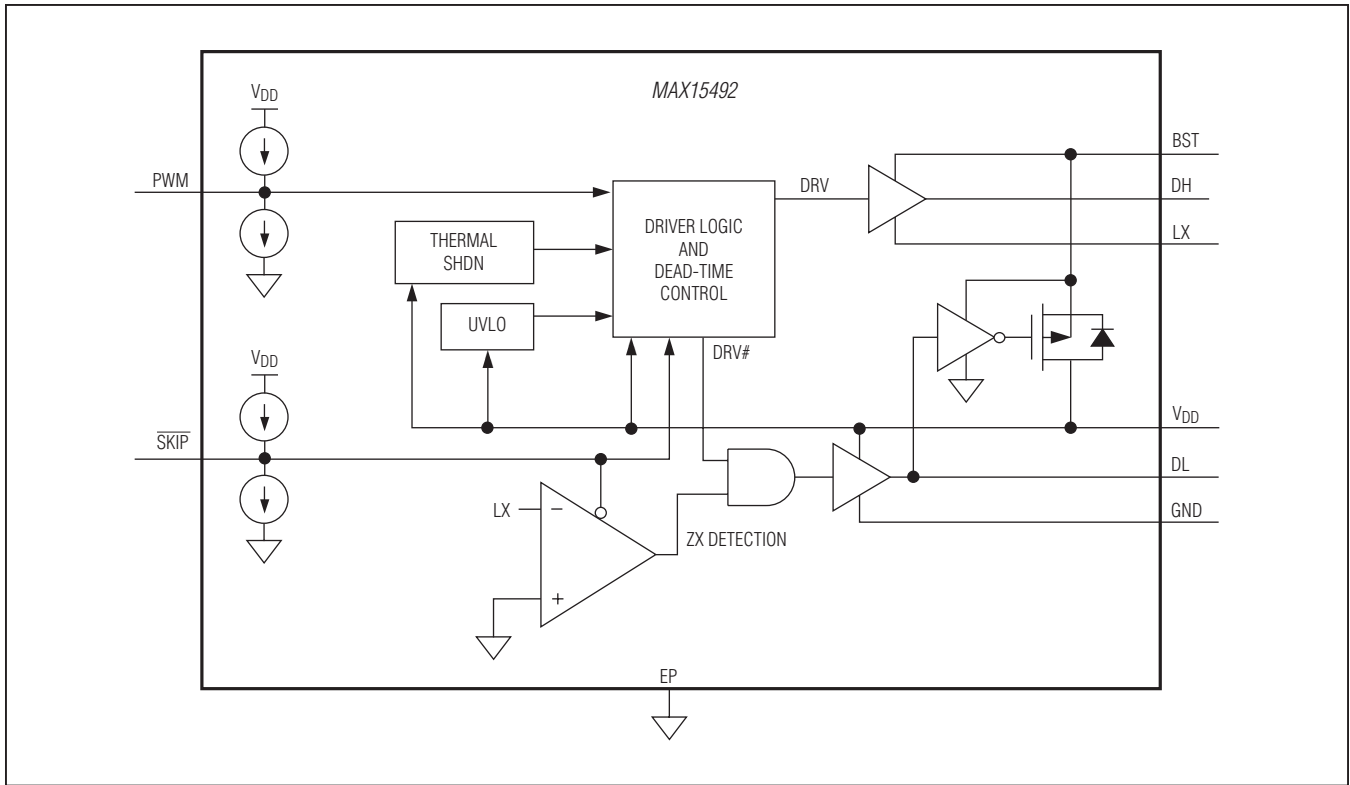 MAX15492
VDD
PWM
THERMAL
SHDN
UVLO
DRIVER LOGIC
AND
DEAD-TIME
CONTROL
DRV
DRV#
BST
DH
LX
VDD
SKIP
LX
−
+
ZX DETECTION
VDD
DL
GND
EP